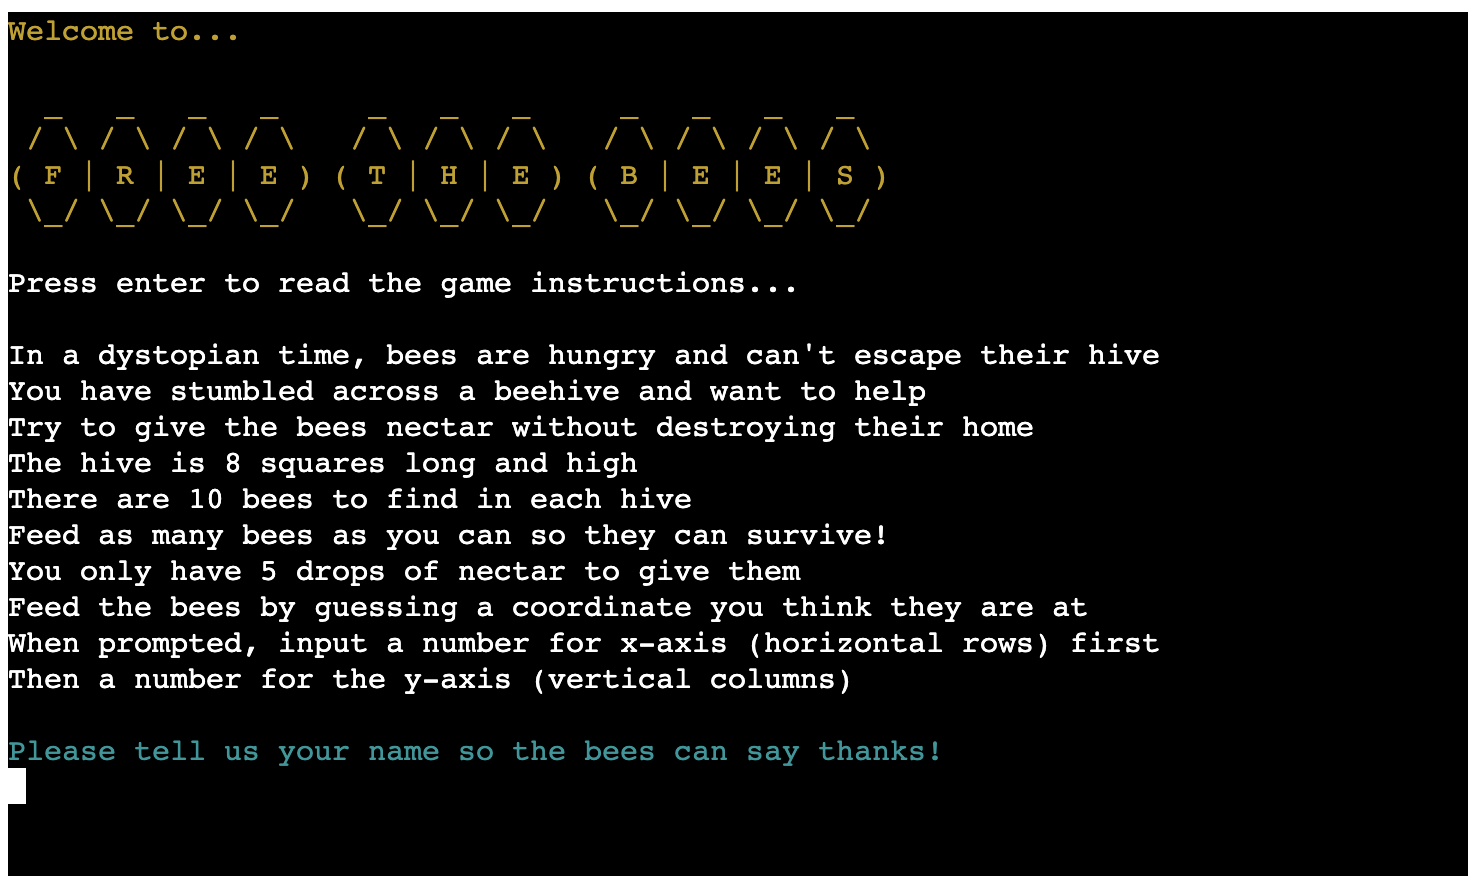 Welcome to...
   _   _   _   _     _   _   _     _   _   _   _
  / \ / \ / \ / \   / \ / \ / \   / \ / \ / \ / \
( F | R | E | E ) ( T | H | E ) ( B | E | E | S )
  \_/ \_/ \_/ \_/   \_/ \_/ \_/   \_/ \_/ \_/ \_/
Press enter to read the game instructions...
In a dystopian time, bees are hungry and can't escape their hive
You have stumbled across a beehive and want to help
Try to give the bees nectar without destroying their home
The hive is 8 squares long and high
There are 10 bees to find in each hive
Feed as many bees as you can so they can survive!
You only have 5 drops of nectar to give them
Feed the bees by guessing a coordinate you think they are at
When prompted, input a number for x-axis (horizontal rows) first
Then a number for the y-axis (vertical columns)
Please tell us your name so the bees can say thanks!